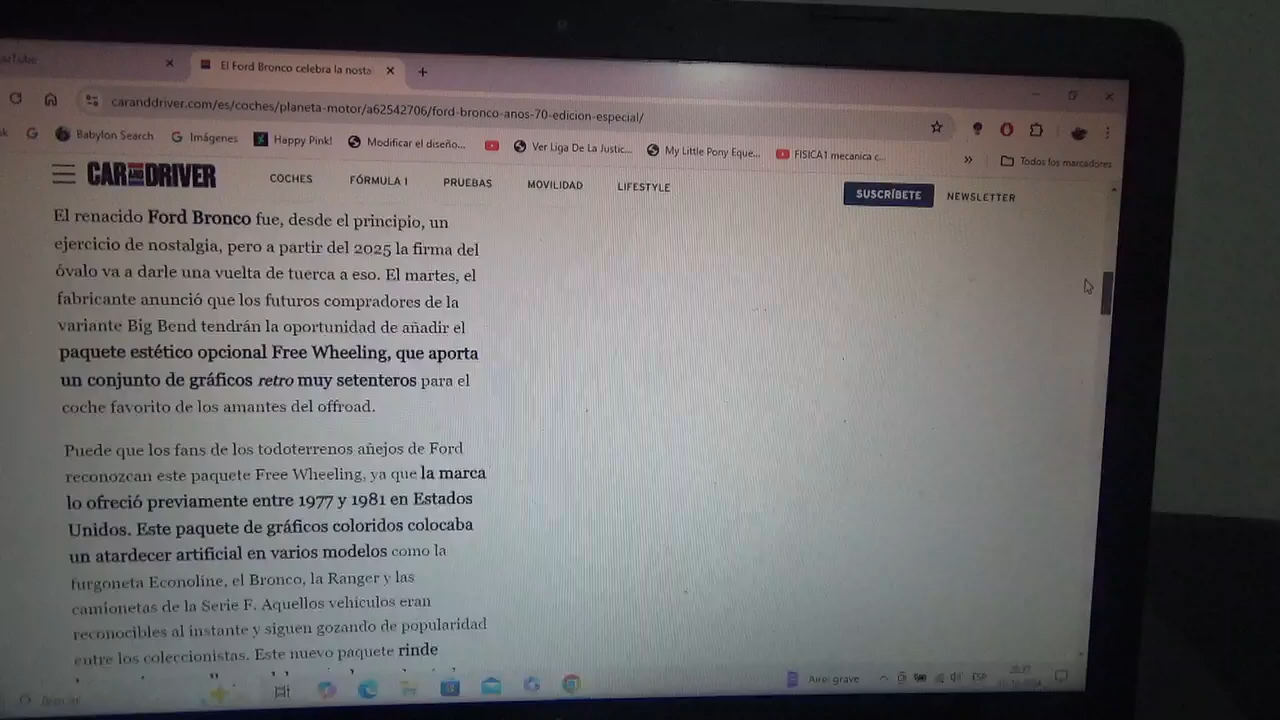 El Ford Bronco celebra la nosta
caranddriver.com/es/coches/planeta-motor/a62542706/ford-bronco-anos-70-edicion-especial/
Babylon Search Imágenes Happy Pink! Modificar el diseño... Ver Liga De La Justic... My Little Pony Eque... FISICA1 mecanica c... » Todos los marcadores
CAR AND DRIVER COCHES FÓRMULA 1 PRUEBAS MOVILIDAD LIFESTYLE SUSCRÍBETE NEWSLETTER
El renacido Ford Bronco fue, desde el principio, un
ejercicio de nostalgia, pero a partir del 2025 la firma del
óvalo va a darle una vuelta de tuerca a eso. El martes, el
fabricante anunció que los futuros compradores de la
variante Big Bend tendrán la oportunidad de añadir el
paquete estético opcional Free Wheeling, que aporta
un conjunto de gráficos retro muy setenteros para el
coche favorito de los amantes del offroad.
Puede que los fans de los todoterrenos añejos de Ford
reconozcan este paquete Free Wheeling, ya que la marca
lo ofreció previamente entre 1977 y 1981 en Estados
Unidos. Este paquete de gráficos coloridos colocaba
un atardecer artificial en varios modelos como la
furgoneta Econoline, el Bronco, la Ranger y las
camionetas de la Serie F. Aquellos vehículos eran
reconocibles al instante y siguen gozando de popularidad
entre los coleccionistas. Este nuevo paquete rinde
Aire: grave ESP